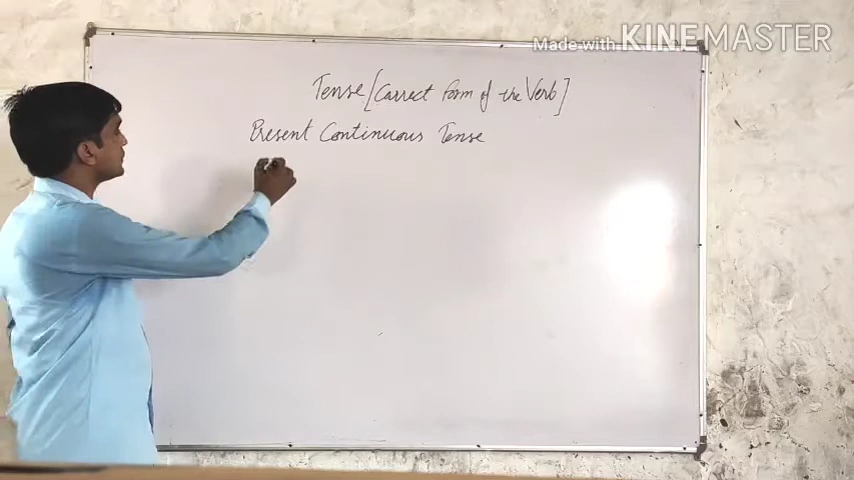 Made with KINEMASTER
Tense [Correct Form of the Verb]
Present Continuous Tense